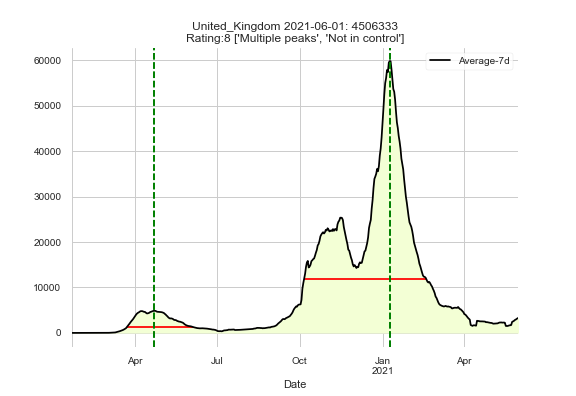 United_Kingdom 2021-06-01: 4506333
Rating:8 ['Multiple peaks', 'Not in control']
Average-7d
60000
50000
40000
30000
20000
10000
0
Apr
Jul
Oct
Jan
2021
Apr
Date